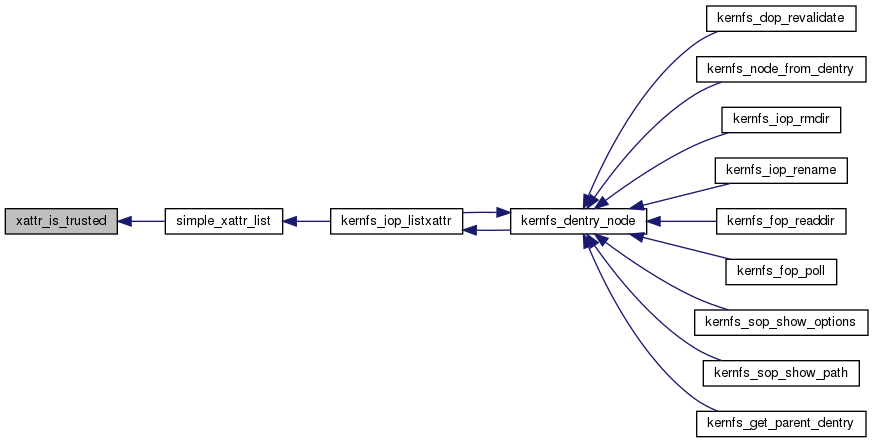 kernfs_dop_revalidate
kernfs_node_from_dentry
kernfs_iop_rmdir
kernfs_iop_rename
xattr_is_trusted
simple_xattr_list
kernfs_iop_listxattr
kernfs_dentry_node
kernfs_fop_readdir
kernfs_fop_poll
kernfs_sop_show_options
kernfs_sop_show_path
kernfs_get_parent_dentry